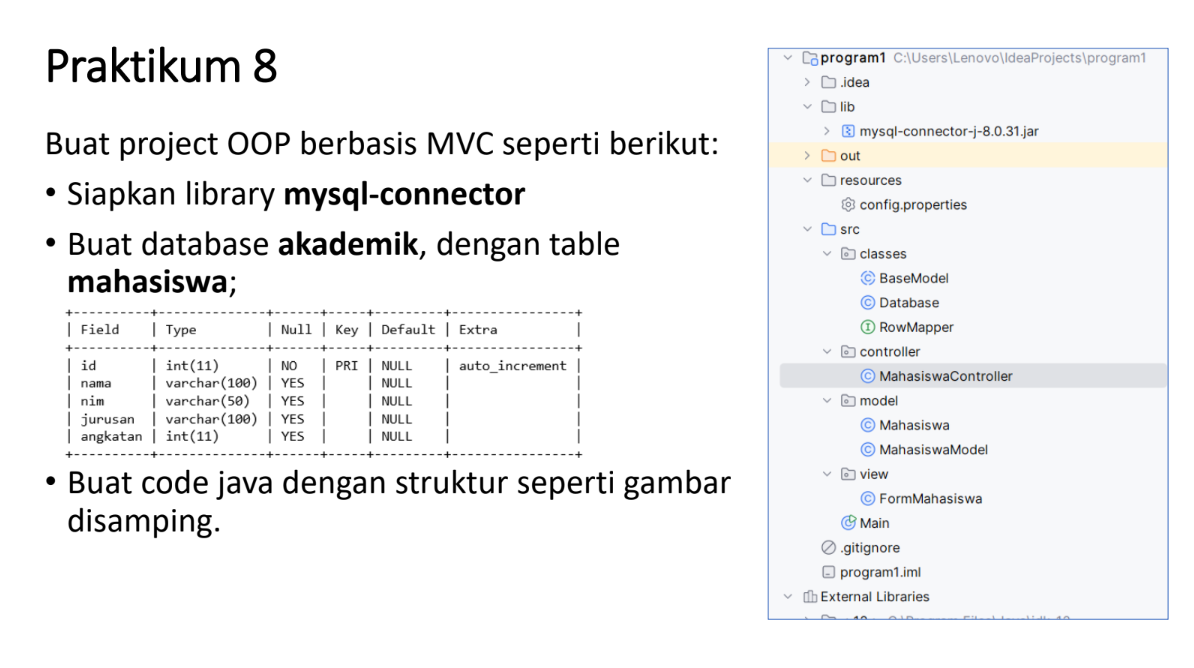 Praktikum 8
Buat project OOP berbasis MVC seperti berikut:
• Siapkan library mysql-connector
• Buat database akademik, dengan table
mahasiswa;
+----------+--------------+------+-----+---------+----------------+
| Field | Type | Null | Key | Default | Extra |
+----------+--------------+------+-----+---------+----------------+
| id | int(11) | NO | PRI | NULL | auto_increment |
| nama | varchar(100) | YES | | NULL | |
| nim | varchar(50) | YES | | NULL | |
| jurusan | varchar(100) | YES | | NULL | |
| angkatan | int(11) | YES | | NULL | |
+----------+--------------+------+-----+---------+----------------+
• Buat code java dengan struktur seperti gambar
disamping.
program1 C:\Users\Lenovo\IdeaProjects\program1
.idea
lib
mysql-connector-j-8.0.31.jar
out
resources
config.properties
src
classes
BaseModel
Database
RowMapper
controller
MahasiswaController
model
Mahasiswa
MahasiswaModel
view
FormMahasiswa
Main
.gitignore
program1.iml
External Libraries